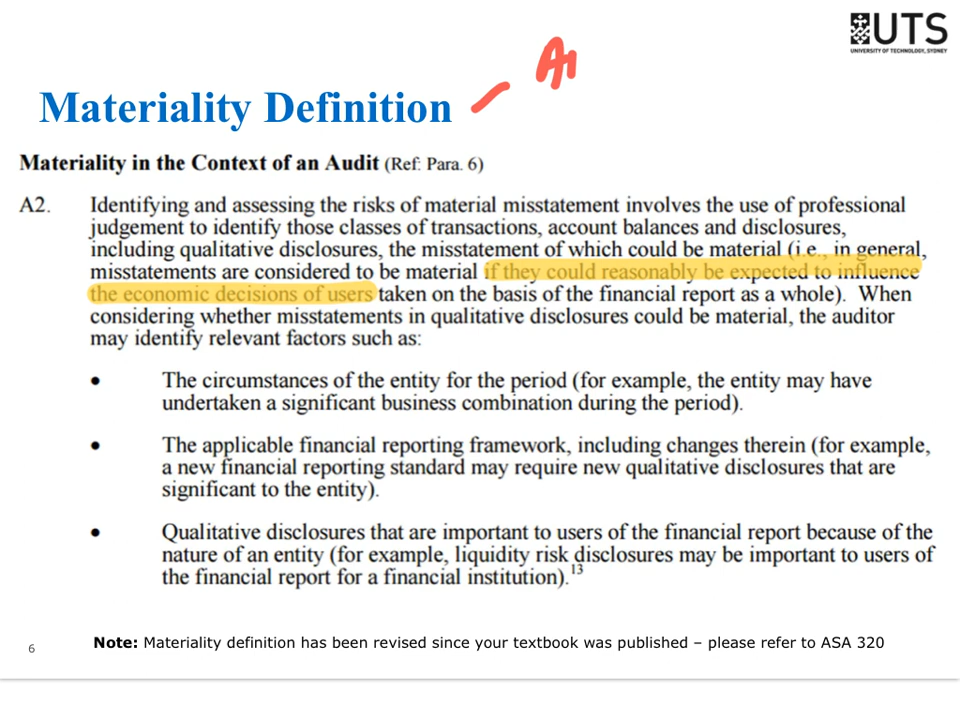 UTS
UNIVERSITY OF TECHNOLOGY, SYDNEY
Materiality Definition
Materiality in the Context of an Audit (Ref: Para. 6)
A2. Identifying and assessing the risks of material misstatement involves the use of professional
judgement to identify those classes of transactions, account balances and disclosures,
including qualitative disclosures, the misstatement of which could be material (i.e., in general,
misstatements are considered to be material if they could reasonably be expected to influence
the economic decisions of users taken on the basis of the financial report as a whole). When
considering whether misstatements in qualitative disclosures could be material, the auditor
may identify relevant factors such as:
• The circumstances of the entity for the period (for example, the entity may have
undertaken a significant business combination during the period).
• The applicable financial reporting framework, including changes therein (for example,
a new financial reporting standard may require new qualitative disclosures that are
significant to the entity).
• Qualitative disclosures that are important to users of the financial report because of the
nature of an entity (for example, liquidity risk disclosures may be important to users of
the financial report for a financial institution).13
6
Note: Materiality definition has been revised since your textbook was published – please refer to ASA 320